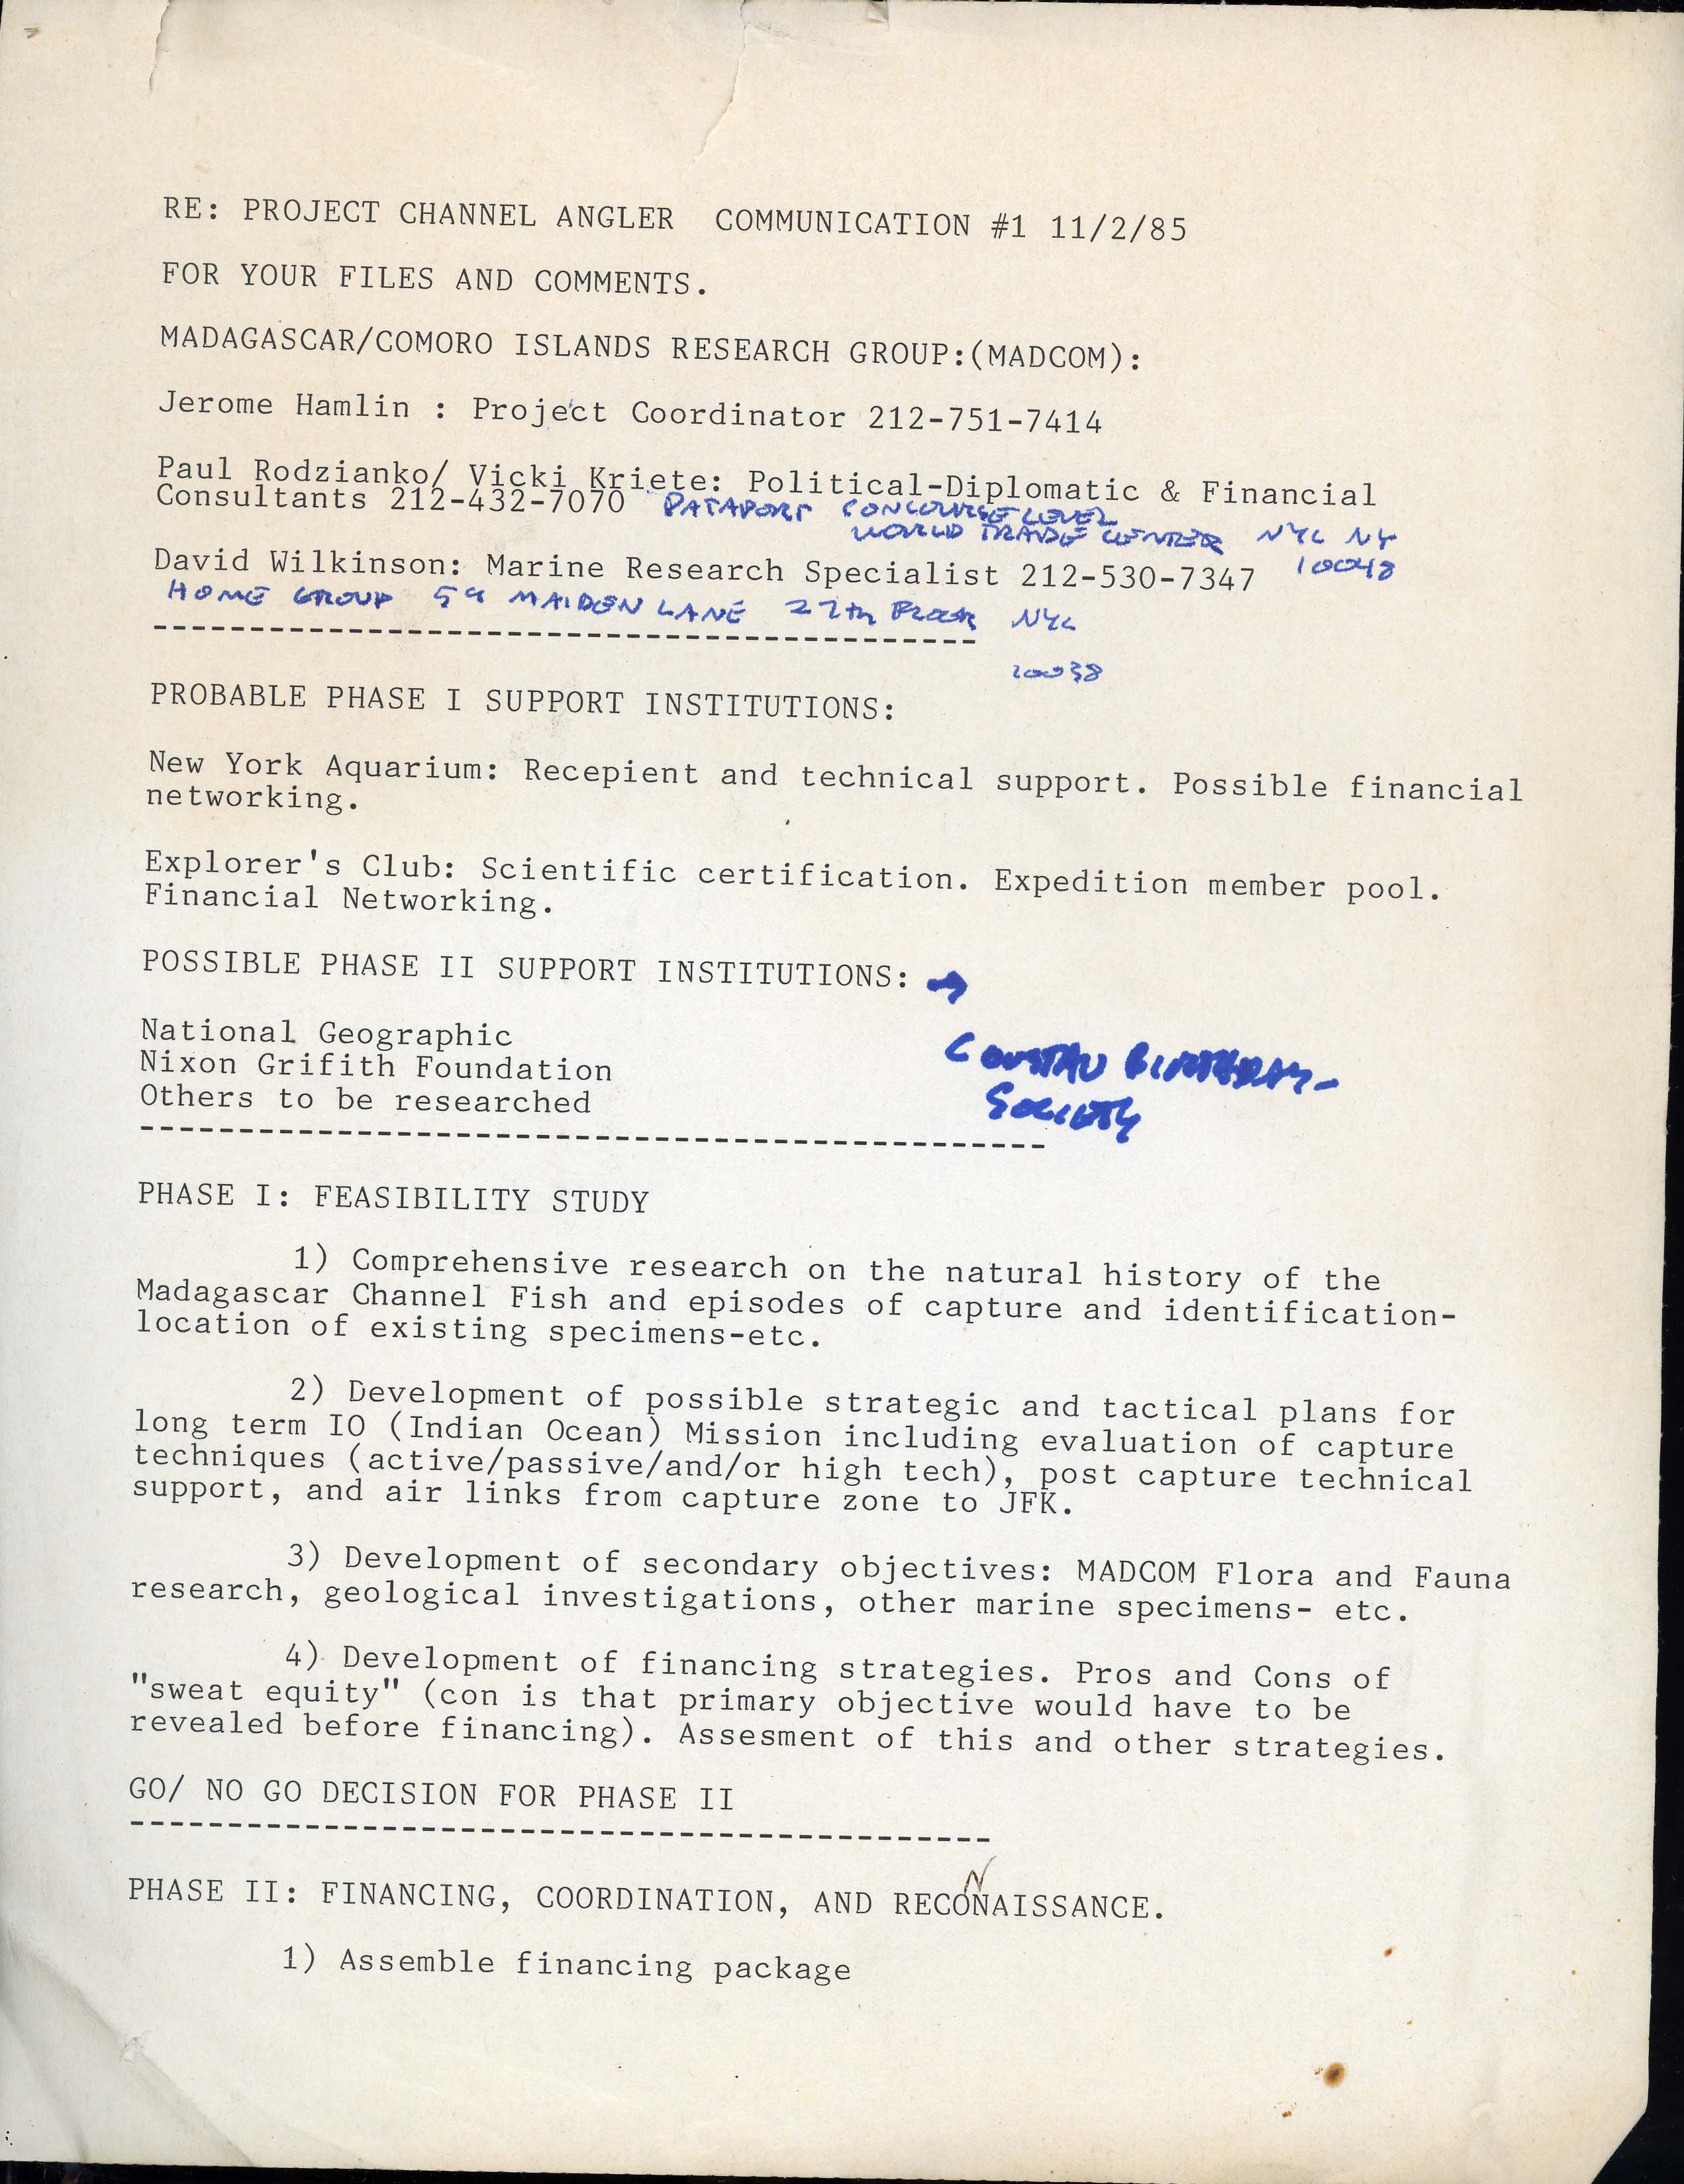 RE: PROJECT CHANNEL ANGLER  COMMUNICATION #1 11/2/85
FOR YOUR FILES AND COMMENTS.
MADAGASCAR/COMORO ISLANDS RESEARCH GROUP:(MADCOM):
Jerome Hamlin : Project Coordinator 212-751-7414
Paul Rodzianko/ Vicki Kriete: Political-Diplomatic & Financial
Consultants 212-432-7070 DATAPORT CONCOURSE LEVEL
WORLD TRADE CENTER NYC NY
10048
David Wilkinson: Marine Research Specialist 212-530-7347
HOME GROUP 59 MAIDEN LANE 27th FLOOR NYC
10038
PROBABLE PHASE I SUPPORT INSTITUTIONS:
New York Aquarium: Recepient and technical support. Possible financial
networking.
Explorer's Club: Scientific certification. Expedition member pool.
Financial Networking.
POSSIBLE PHASE II SUPPORT INSTITUTIONS: →
National Geographic
Nixon Grifith Foundation
Others to be researched
SOCIETY
PHASE I: FEASIBILITY STUDY
1) Comprehensive research on the natural history of the
Madagascar Channel Fish and episodes of capture and identification-
location of existing specimens-etc.
2) Development of possible strategic and tactical plans for
long term IO (Indian Ocean) Mission including evaluation of capture
techniques (active/passive/and/or high tech), post capture technical
support, and air links from capture zone to JFK.
3) Development of secondary objectives: MADCOM Flora and Fauna
research, geological investigations, other marine specimens- etc.
4) Development of financing strategies. Pros and Cons of
"sweat equity" (con is that primary objective would have to be
revealed before financing). Assesment of this and other strategies.
GO/ NO GO DECISION FOR PHASE II
N
PHASE II: FINANCING, COORDINATION, AND RECONAISSANCE.
1) Assemble financing package